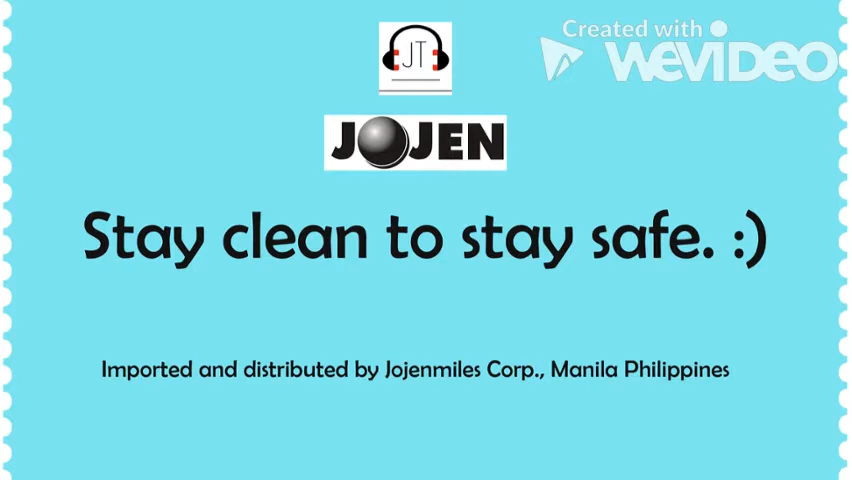 JT
Created with
WEVIDEO
JOJEN
Stay clean to stay safe. :)
Imported and distributed by Jojenmiles Corp., Manila Philippines